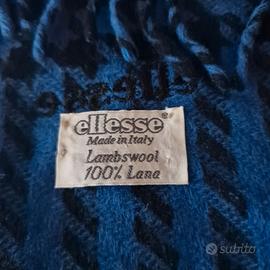 ellesse®
Made in Italy
Lambswool
100% Lana
subito